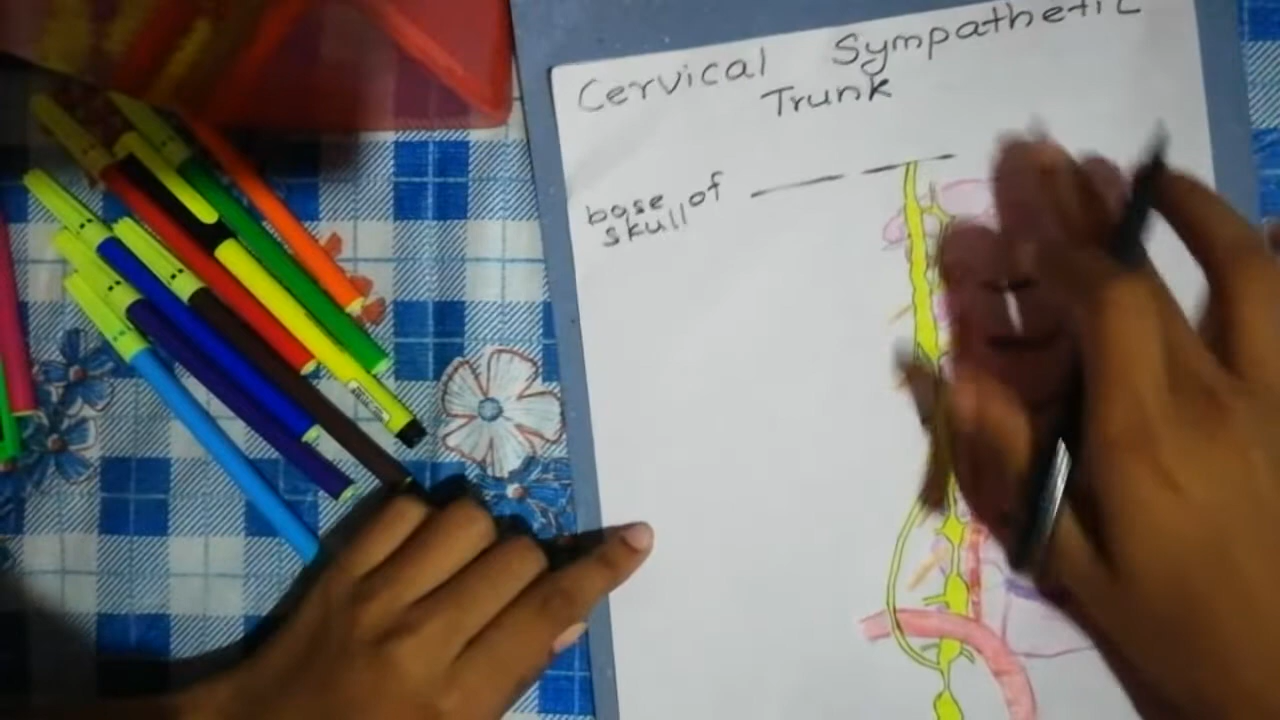 Cervical Sympathetic
Trunk
base of
skull